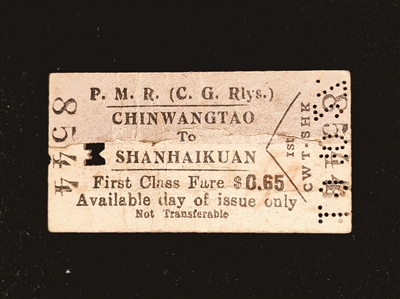 P. M. R. (C. G. Rlys.)
CHINWANGTAO
To
SHANHAIKUAN
First Class Fare $0.65
Available day of issue only
Not Transferable
8544
1st
CWT-SHK